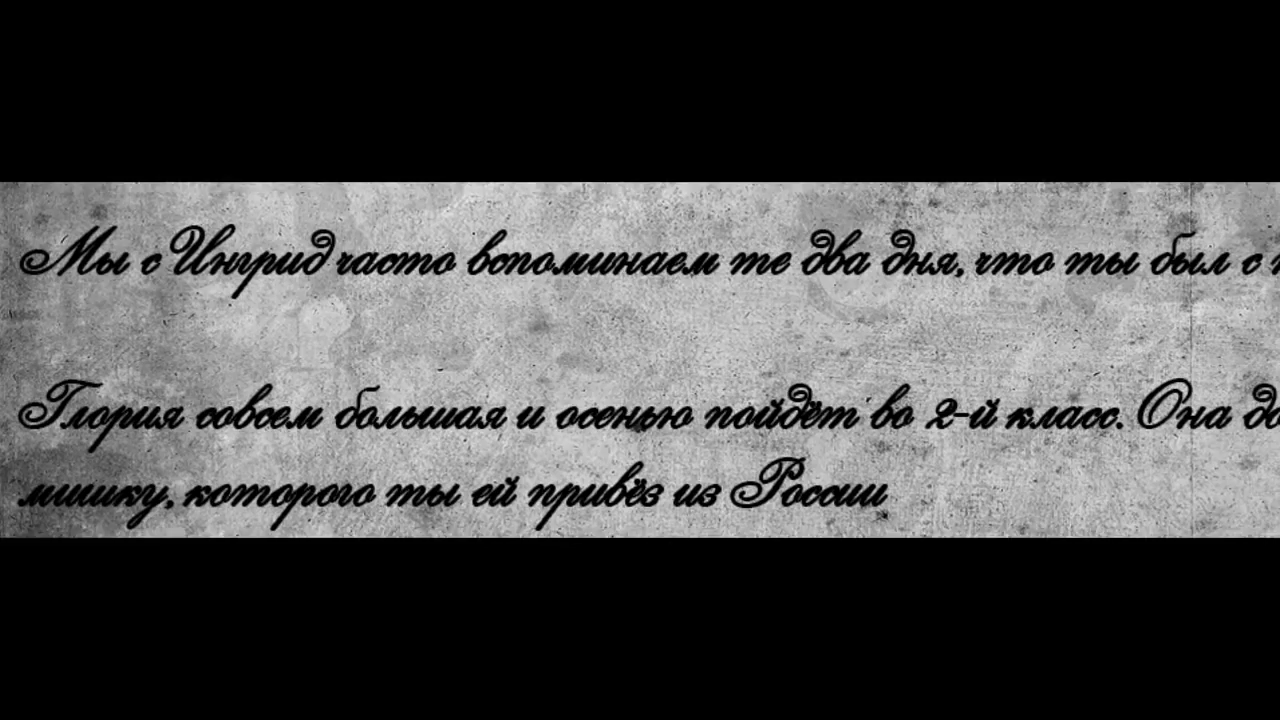 Мы с Ингрид часто вспоминаем те два дня, что ты был с
Глория совсем большая и осенью пойдёт во 2-й класс. Она
мишку, которого ты ей привёз из России